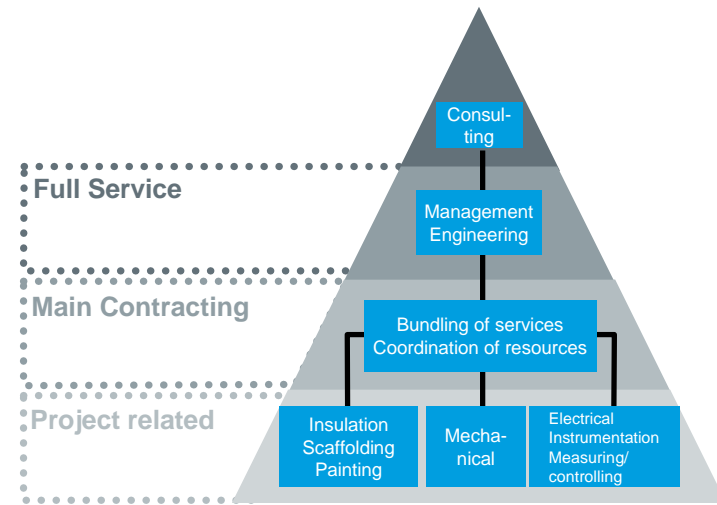 Consul-
ting
Full Service
Management
Engineering
Main Contracting
Bundling of services
Coordination of resources
Project related
Insulation
Scaffolding
Painting
Mecha-
nical
Electrical
Instrumentation
Measuring/
controlling